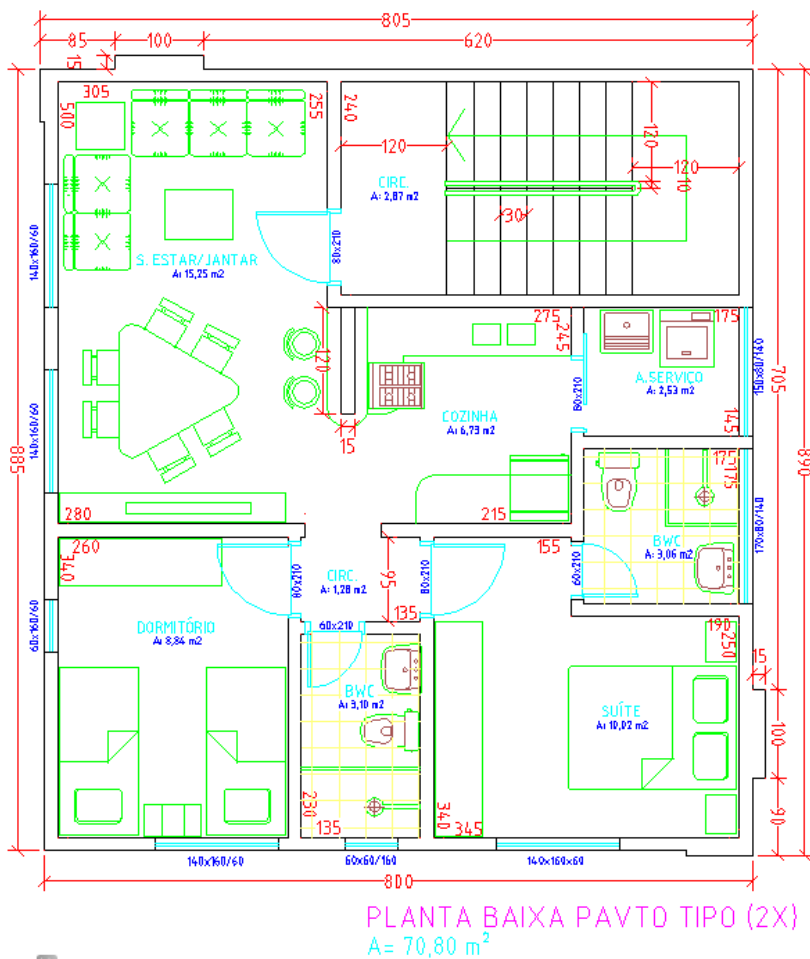 805
85
100
620
15
305
500
255
240
120
120
120
10
30
CIRC.
A: 2,87 m2
80x210
S. ESTAR/JANTAR
A: 15,25 m2
140x160/60
140x160/60
120
15
275
245
COZINHA
A: 6,73 m2
80x210
215
175
A.SERVIÇO
A: 2,53 m2
145
150x80/140
705
885
890
175
175
BWC
A: 3,06 m2
170x80/140
280
260
340
80x210
CIRC.
A: 1,28 m2
95
80x210
155
60x210
135
60x210
60x160/60
DORMITÓRIO
A: 8,84 m2
BWC
A: 3,10 m2
230
135
190
250
15
SUÍTE
A: 10,02 m2
100
340
345
90
140x160/60
60x60/160
140x160x60
800
PLANTA BAIXA PAVTO TIPO (2X)
A= 70,80 m²